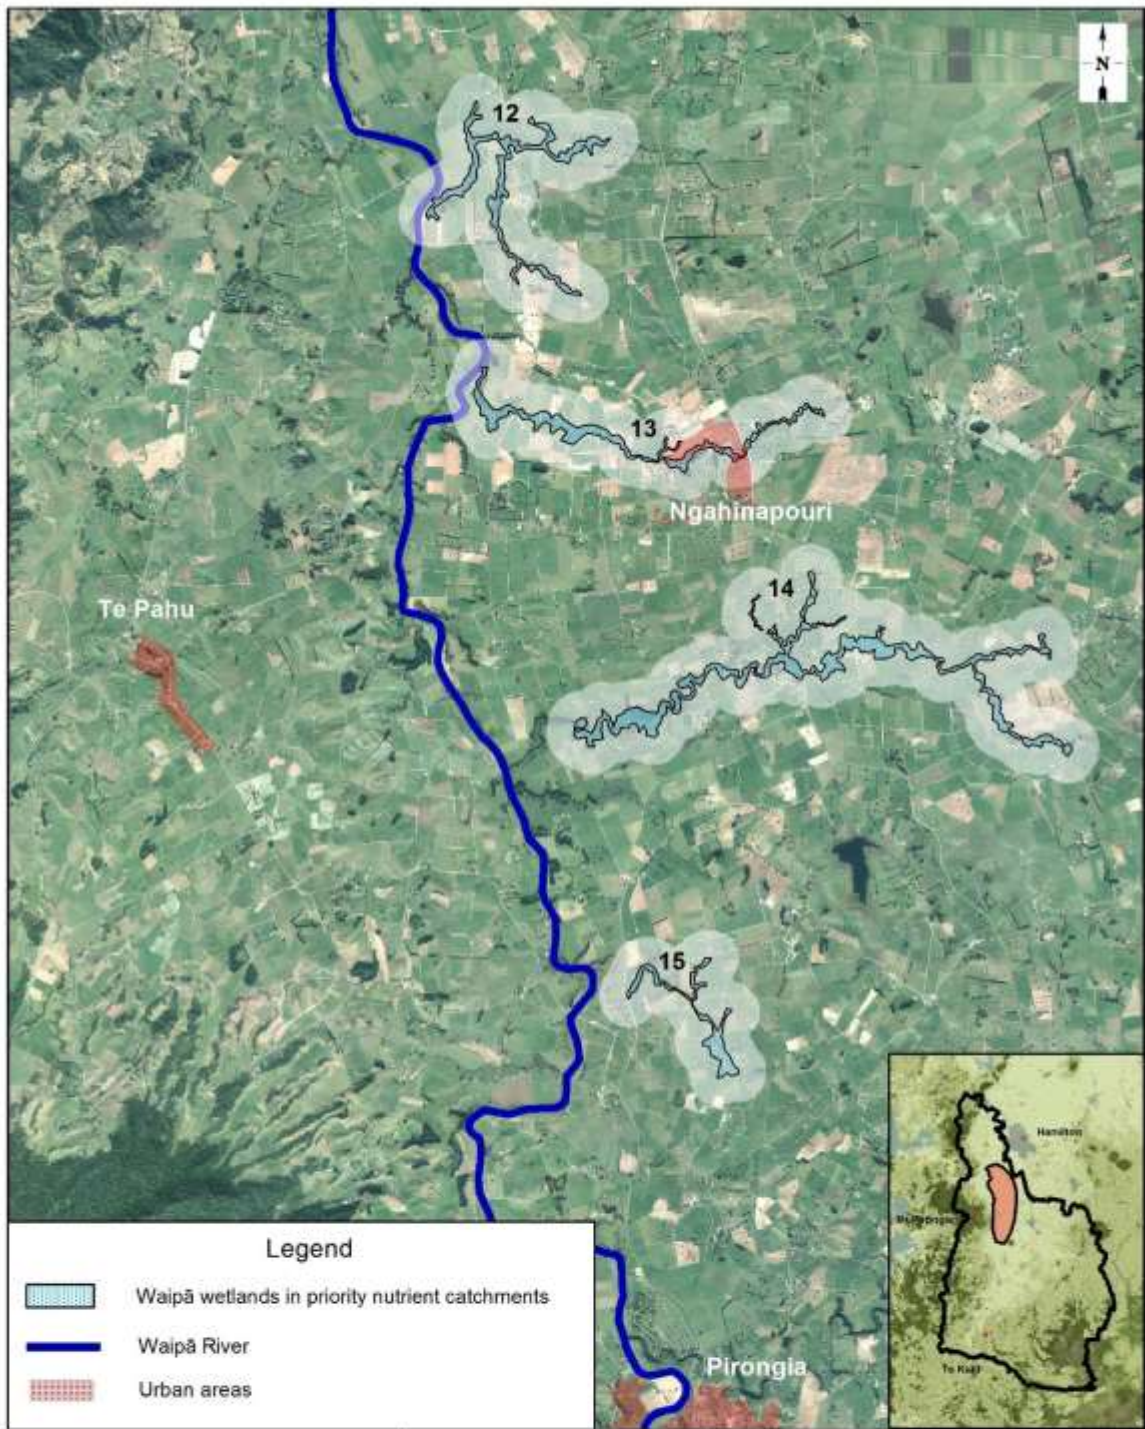 N
12
13
Ngahinapouri
14
Te Pahu
15
Hamilton
Te Kuiti
Legend
Waipā wetlands in priority nutrient catchments
Waipā River
Urban areas
Pirongia